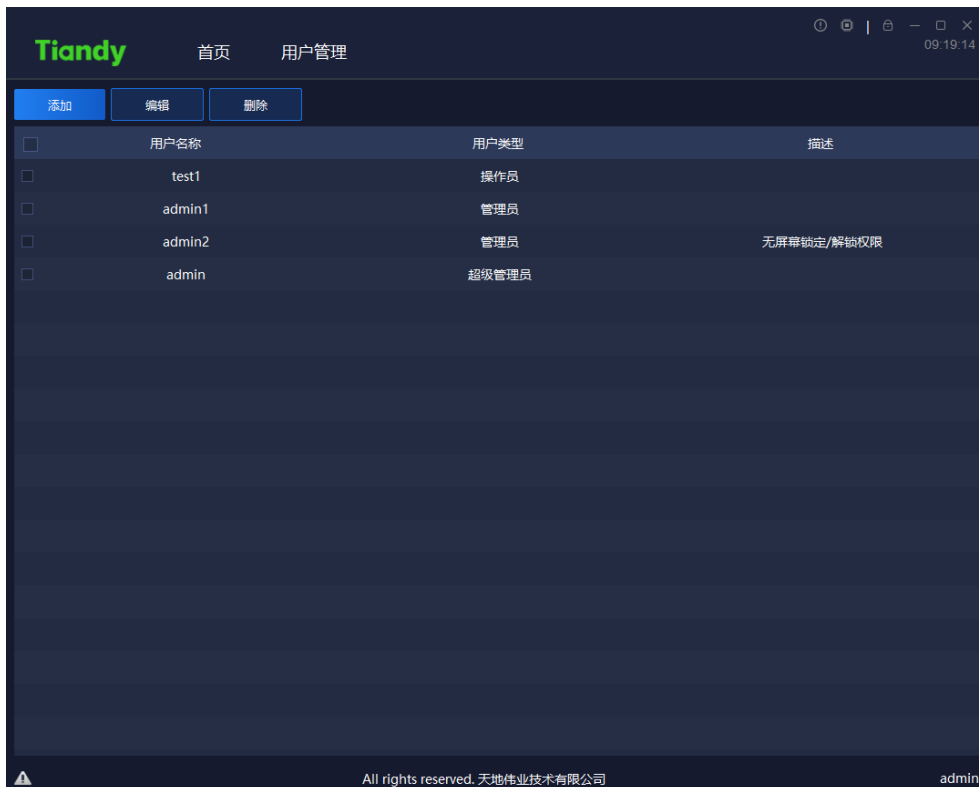 09:19:14
Tiandy 首页 用户管理
添加 编辑 删除
用户名称 用户类型 描述
test1 操作员
admin1 管理员
admin2 管理员 无屏幕锁定/解锁权限
admin 超级管理员
All rights reserved. 天地伟业技术有限公司 admin